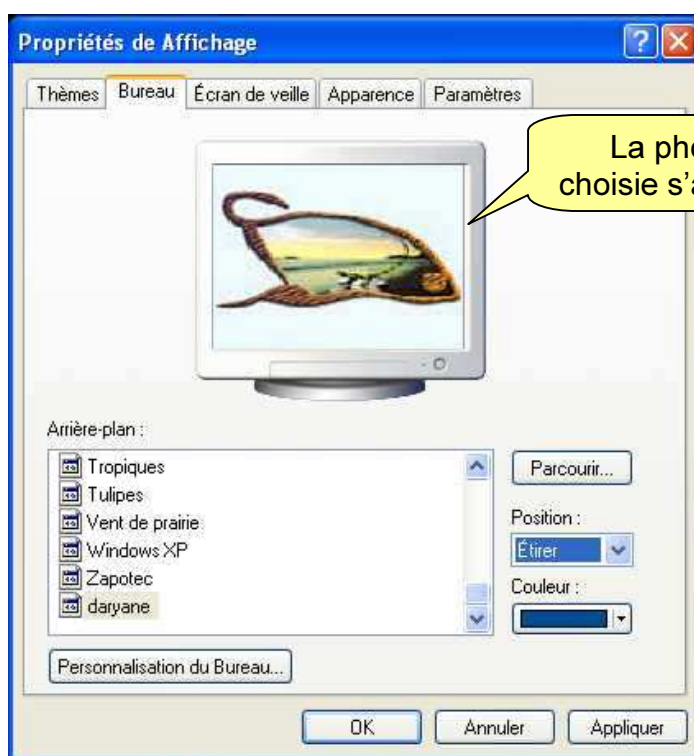 Propriétés de Affichage
Thèmes Bureau Écran de veille Apparence Paramètres
La
choisie
Arrière-plan :
Tropiques
Tulipes
Vent de prairie
Windows XP
Zapotec
daryane
Parcourir...
Position :
Étirer
Couleur :
Personnalisation du Bureau...
OK Annuler Appliquer